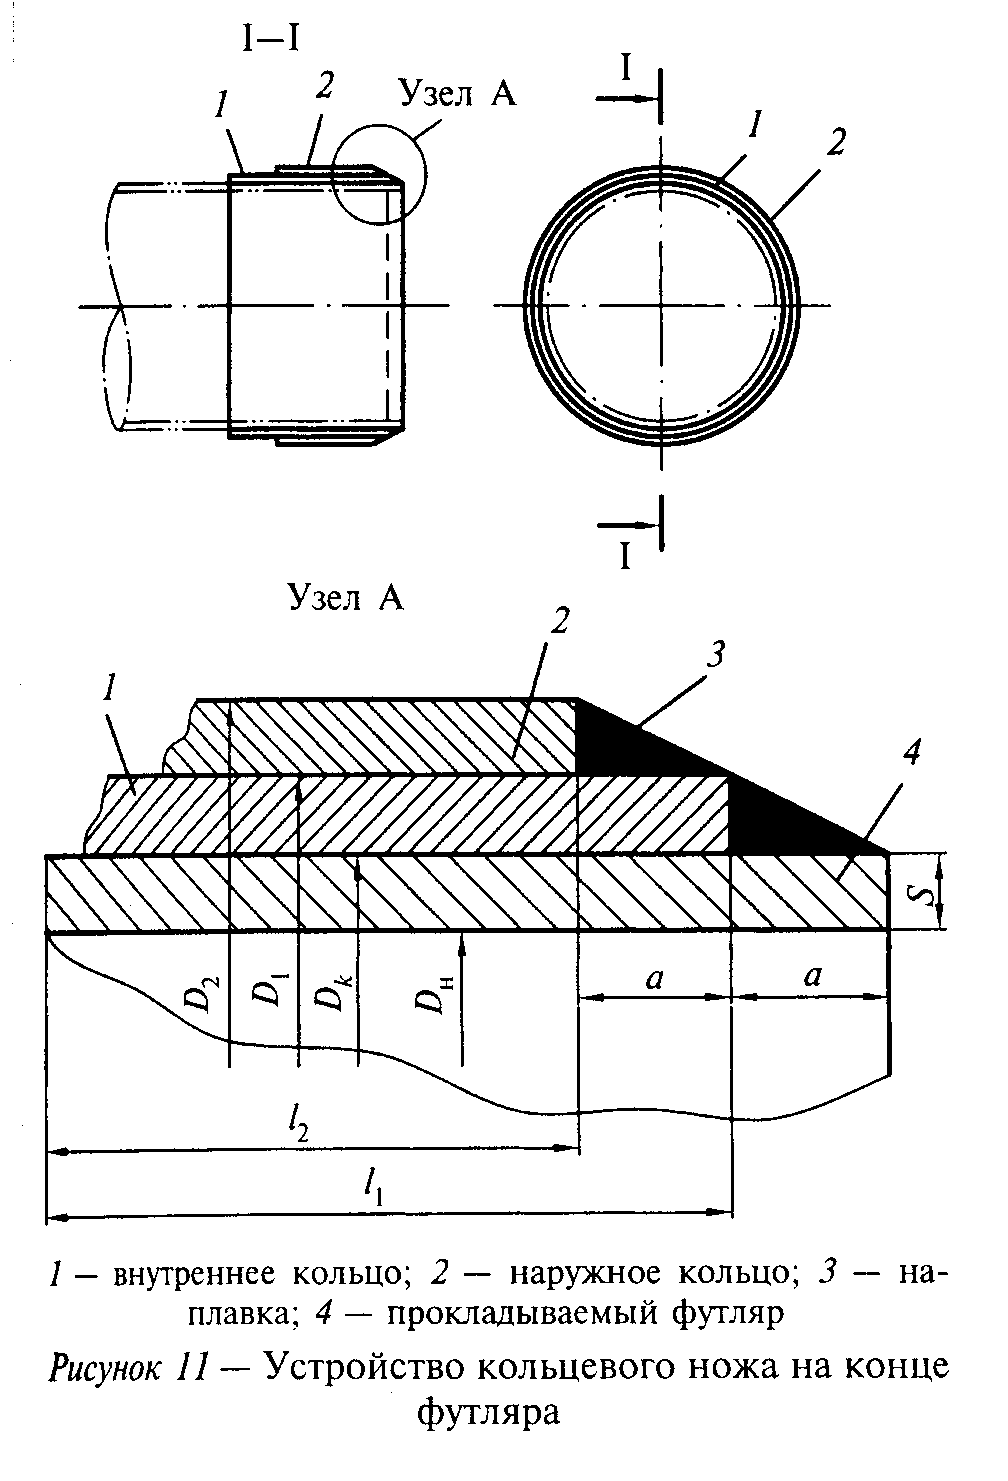 I–I
I
1
2
Узел А
1
2
I
Узел А
2
3
1
4
S
D2
D1
Dk
Dн
a
a
l2
l1
1 — внутреннее кольцо; 2 — наружное кольцо; 3 — на-
плавка; 4 — прокладываемый футляр
Рисунок 11 — Устройство кольцевого ножа на конце
футляра